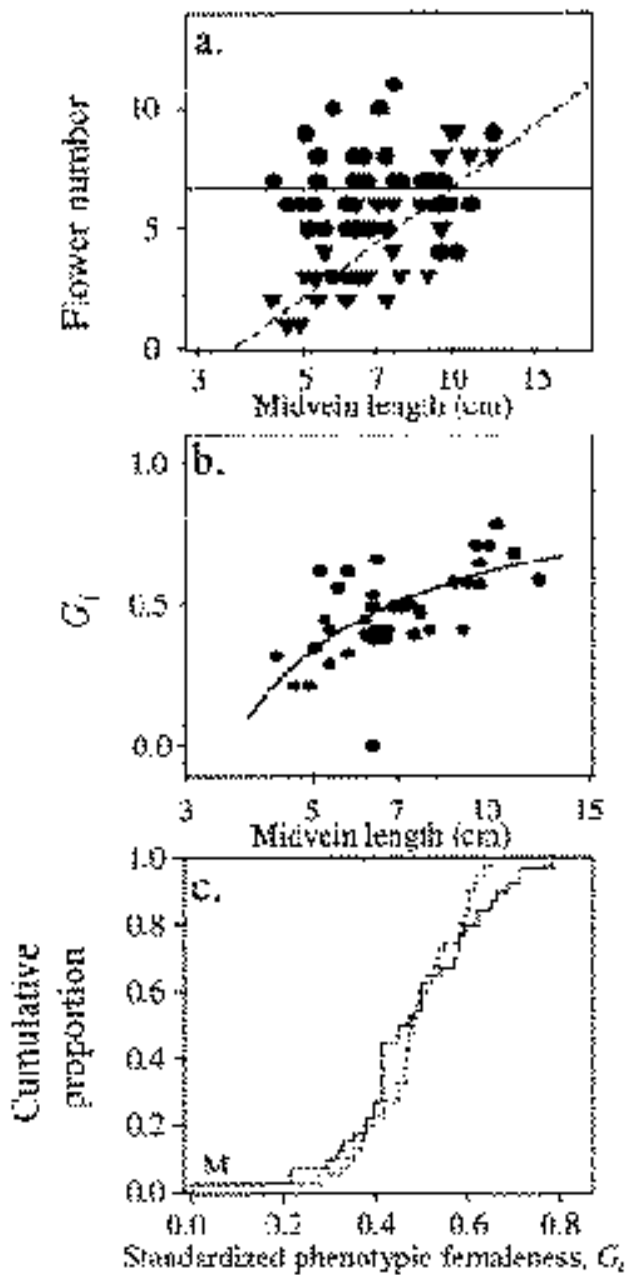 a.
Flower number
10
5
0
3 5 7 10 15
Midvein length (cm)
b.
1.0
G_i
0.5
0.0
3 5 7 10 15
Midvein length (cm)
c.
1.0
0.8
Cumulative
proportion
0.6
0.4
0.2
M
0.0
0.0 0.2 0.4 0.6 0.8
Standardized phenotypic femaleness, G_i